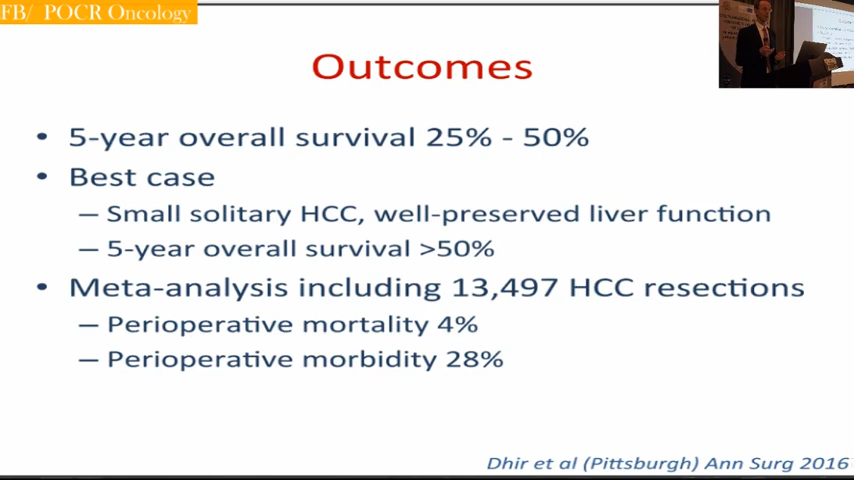 FB/ POCR Oncology
Outcomes
• 5-year overall survival 25% - 50%
• Best case
– Small solitary HCC, well-preserved liver function
– 5-year overall survival >50%
• Meta-analysis including 13,497 HCC resections
– Perioperative mortality 4%
– Perioperative morbidity 28%
Dhir et al (Pittsburgh) Ann Surg 2016